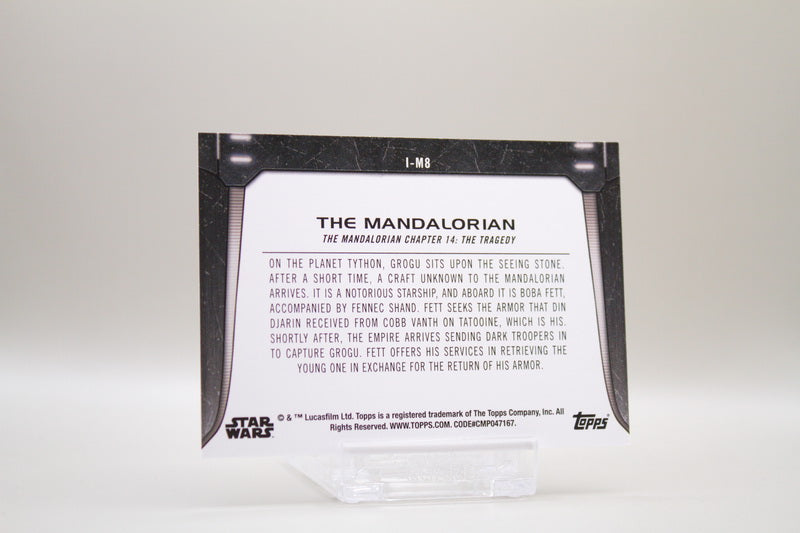 I-M8
THE MANDALORIAN
THE MANDALORIAN CHAPTER 14: THE TRAGEDY
ON THE PLANET TYTHON, GROGU SITS UPON THE SEEING STONE.
AFTER A SHORT TIME, A CRAFT UNKNOWN TO THE MANDALORIAN
ARRIVES. IT IS A NOTORIOUS STARSHIP, AND ABOARD IT IS BOBA FETT,
ACCOMPANIED BY FENNEC SHAND. FETT SEEKS THE ARMOR THAT DIN
DJARIN RECEIVED FROM COBB VANTH ON TATOOINE, WHICH IS HIS.
SHORTLY AFTER, THE EMPIRE ARRIVES SENDING DARK TROOPERS IN
TO CAPTURE GROGU. FETT OFFERS HIS SERVICES IN RETRIEVING THE
YOUNG ONE IN EXCHANGE FOR THE RETURN OF HIS ARMOR.
STAR
WARS
© & ™ Lucasfilm Ltd. Topps is a registered trademark of The Topps Company, Inc. All
Rights Reserved. WWW.TOPPS.COM. CODE#CMP047167.
Topps®